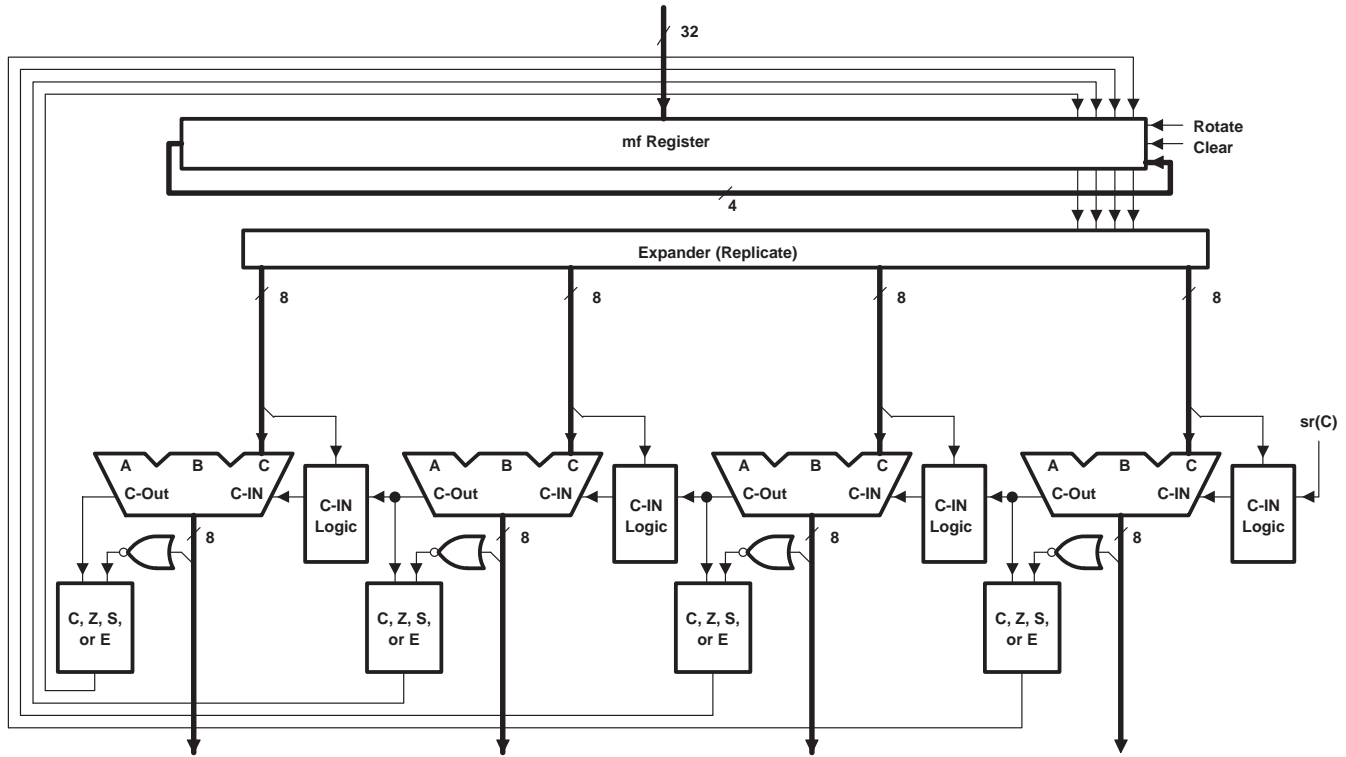 32
mf Register
Rotate
Clear
4
Expander (Replicate)
8
8
8
8
sr(C)
A B C
C-Out C-IN
C-IN
Logic
A B C
C-Out C-IN
C-IN
Logic
A B C
C-Out C-IN
C-IN
Logic
A B C
C-Out C-IN
C-IN
Logic
8
8
8
8
C, Z, S,
or E
C, Z, S,
or E
C, Z, S,
or E
C, Z, S,
or E